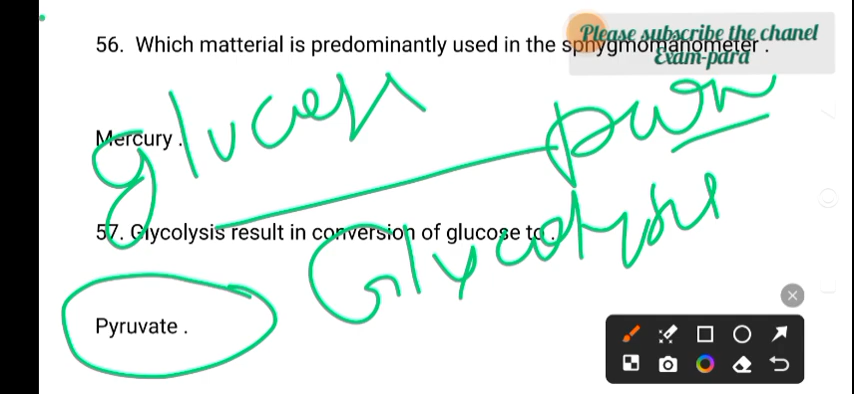 Please subscribe the chanel
Exam-para
56. Which matterial is predominantly used in the sphygmomanometer .
Mercury .
57. Glycolysis result in conversion of glucose to .
Glycolysis
Pyruvate .